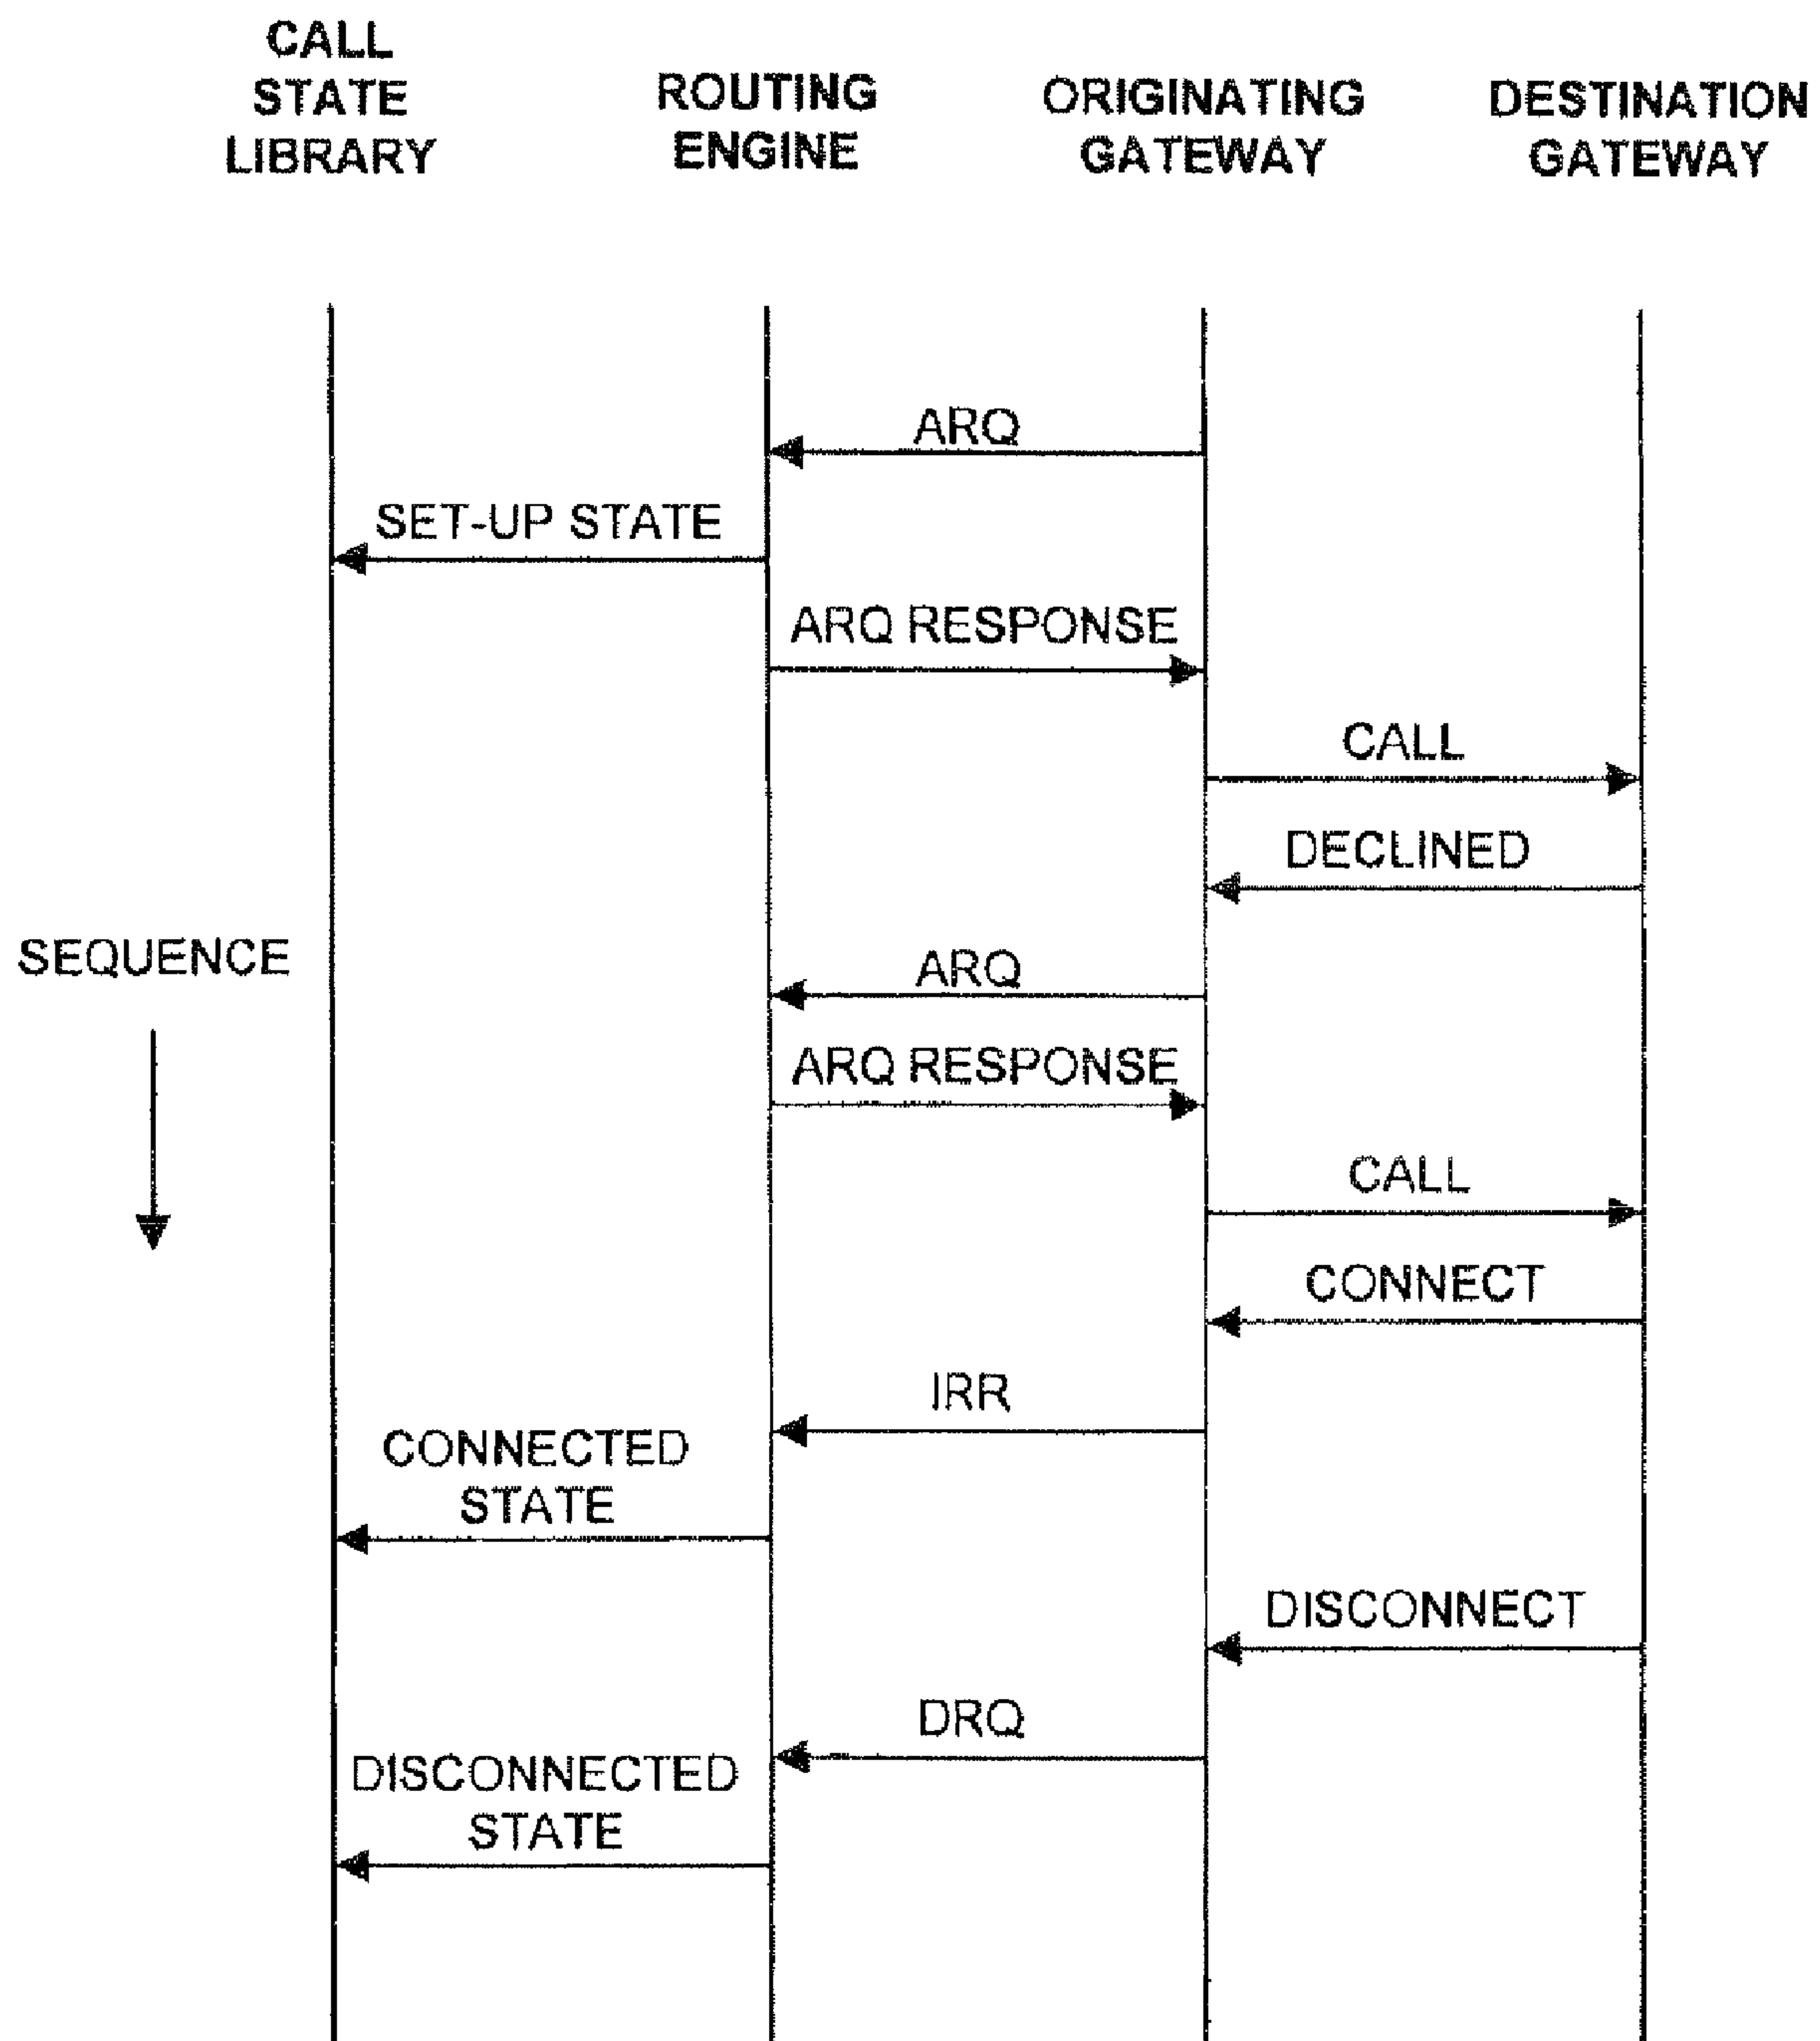 CALL
STATE
LIBRARY
ROUTING
ENGINE
ORIGINATING
GATEWAY
DESTINATION
GATEWAY
ARQ
SET-UP STATE
ARQ RESPONSE
CALL
DECLINED
SEQUENCE
ARQ
ARQ RESPONSE
CALL
CONNECT
IRR
CONNECTED
STATE
DISCONNECT
DRQ
DISCONNECTED
STATE